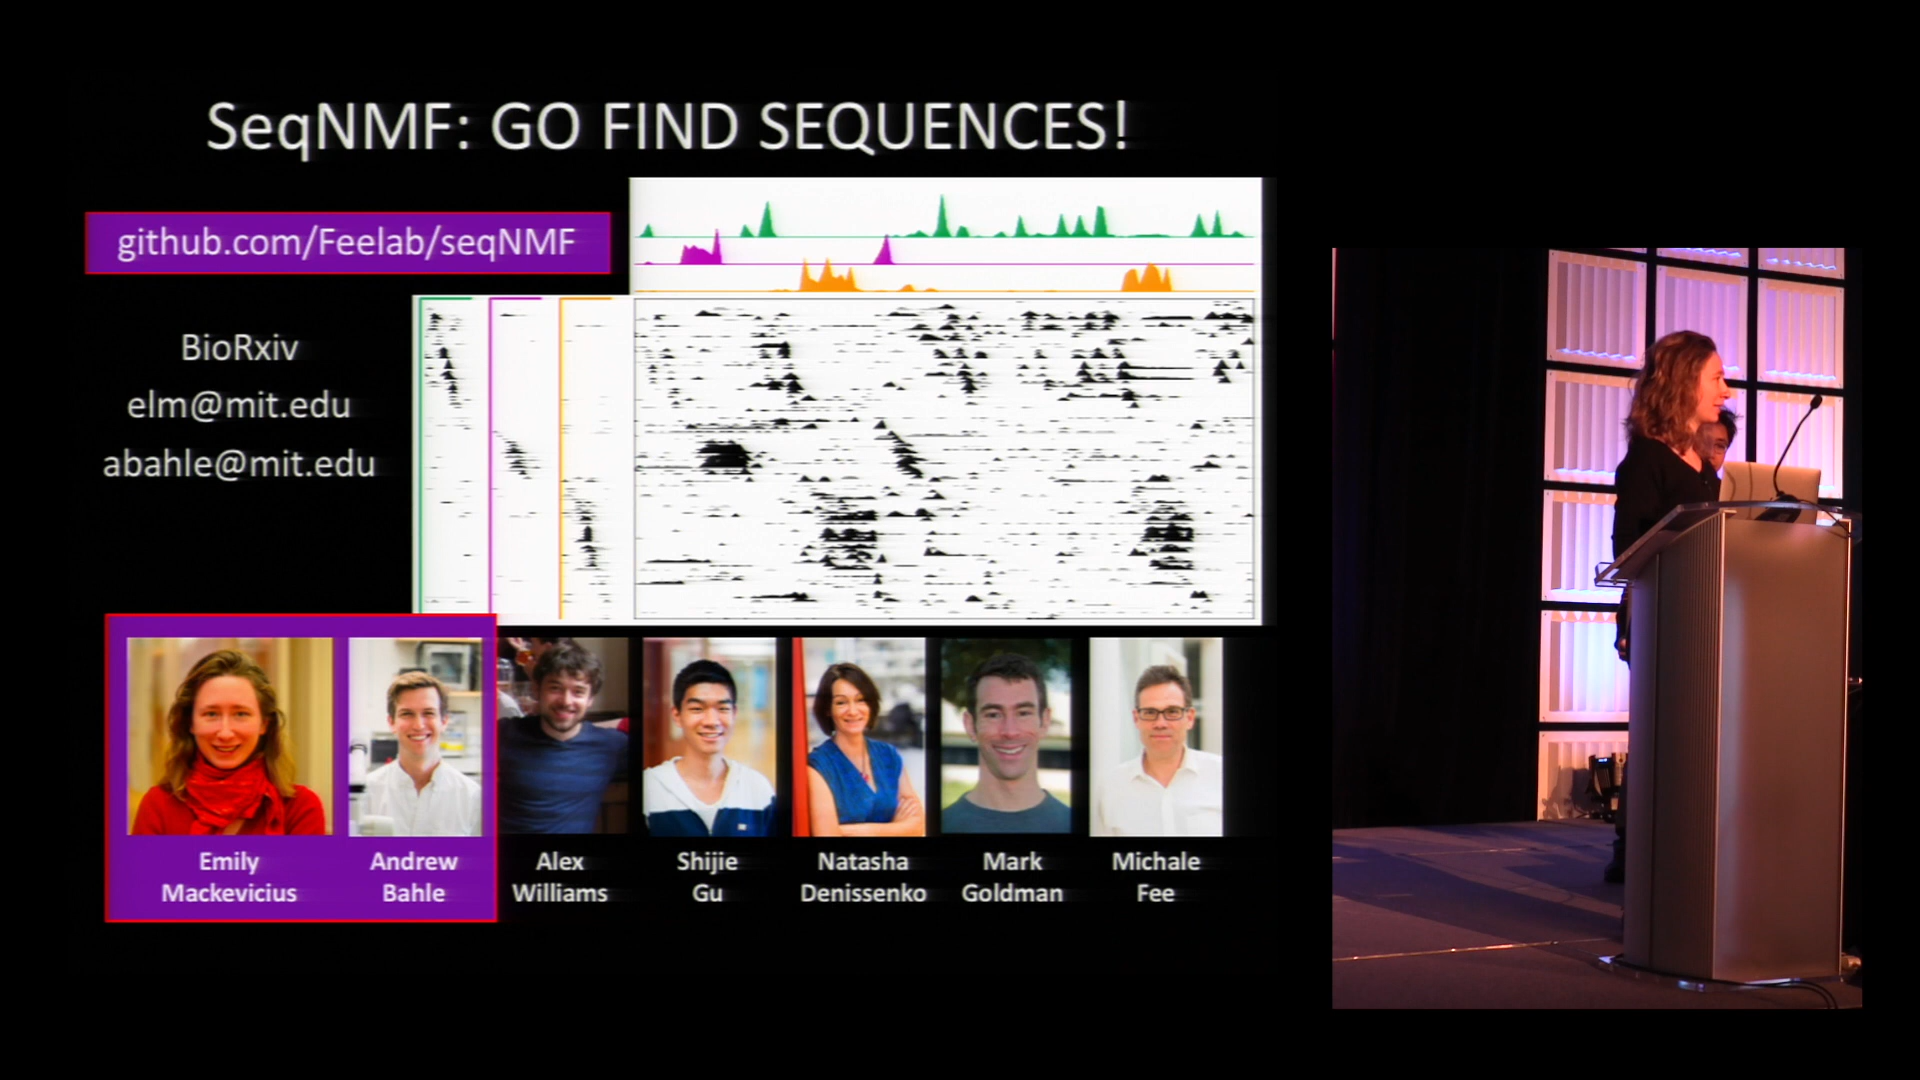 SeqNMF: GO FIND SEQUENCES!
github.com/Feelab/seqNMF
BioRxiv
elm@mit.edu
abahle@mit.edu
Emily
Mackevicius
Andrew
Bahle
Alex
Williams
Shijie
Gu
Natasha
Denissenko
Mark
Goldman
Michale
Fee